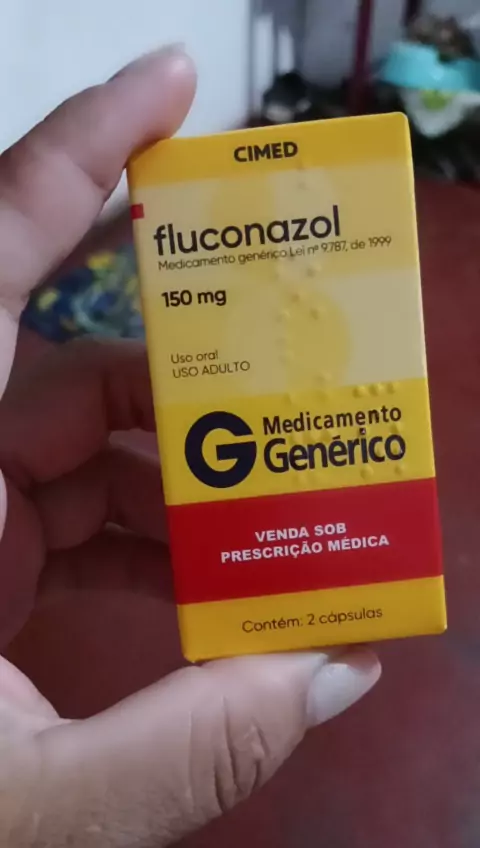 CIMED
fluconazol
Medicamento genérico Lei nº 9.787, de 1999
150 mg
Uso oral
USO ADULTO
G Medicamento
Genérico
VENDA SOB
PRESCRIÇÃO MÉDICA
Contém: 2 cápsulas